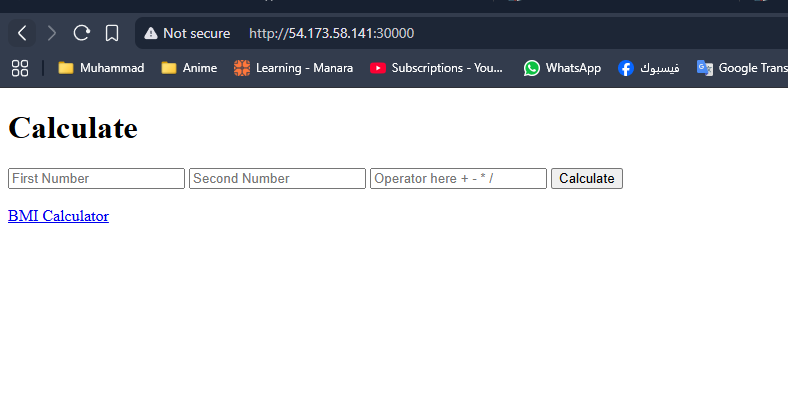 Not secure http://54.173.58.141:30000
Muhammad Anime Learning - Manara Subscriptions - You... WhatsApp فيسبوك Google Trans
Calculate
First Number Second Number Operator here + - * / Calculate
BMI Calculator